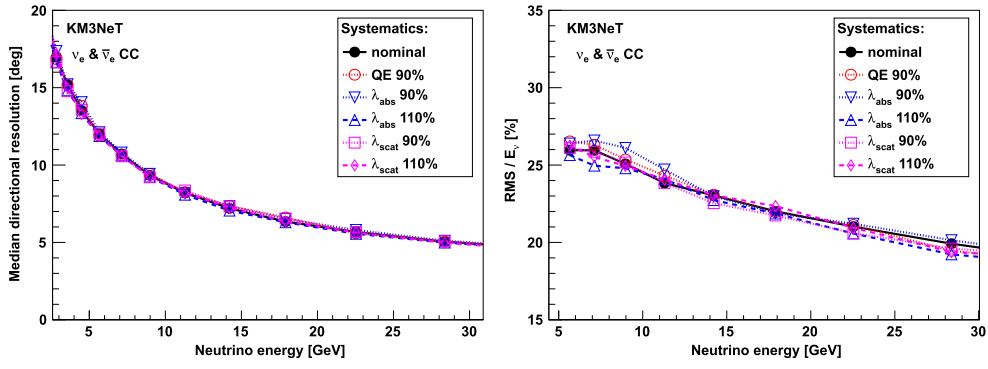 KM3NeT
νe & ν̅e CC
Systematics:
nominal
QE 90%
λabs 90%
λabs 110%
λscat 90%
λscat 110%
Median directional resolution [deg]
20
15
10
5
0
5 10 15 20 25 30
Neutrino energy [GeV]
KM3NeT
νe & ν̅e CC
Systematics:
nominal
QE 90%
λabs 90%
λabs 110%
λscat 90%
λscat 110%
RMS / Eν [%]
35
30
25
20
15
5 10 15 20 25 30
Neutrino energy [GeV]